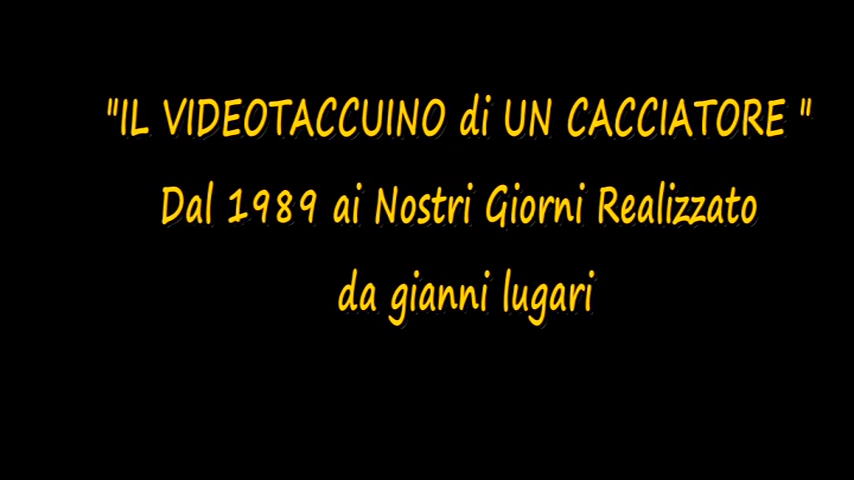 "IL VIDEOTACCUINO di UN CACCIATORE "
Dal 1989 ai Nostri Giorni Realizzato
da gianni lugari